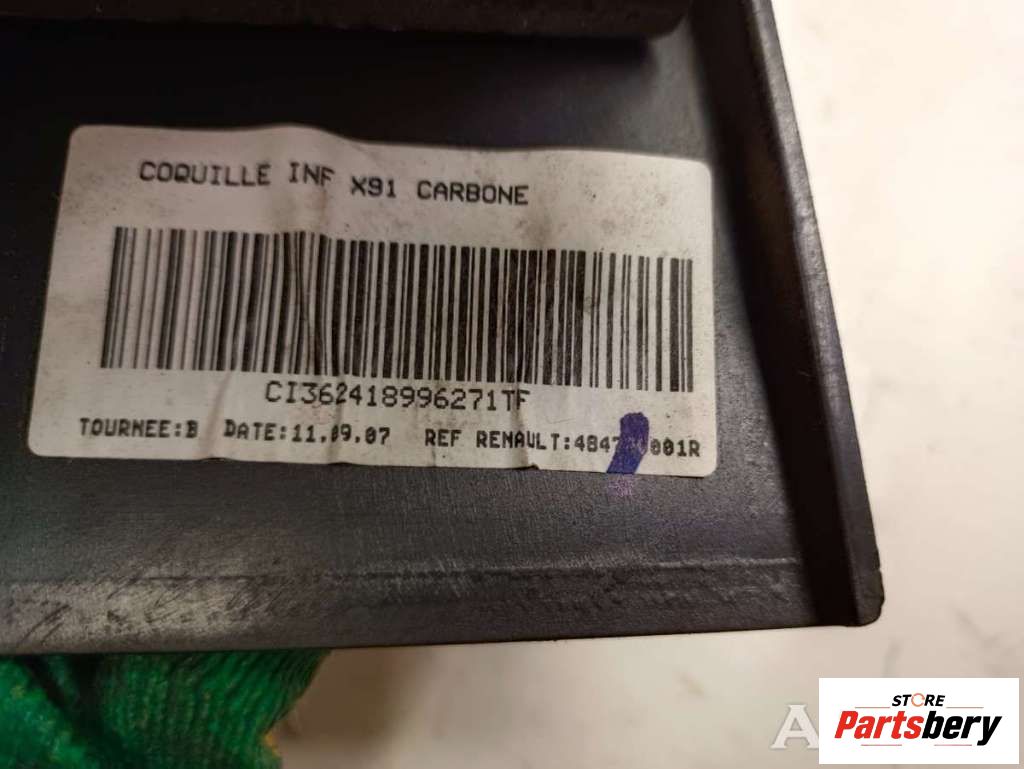 COQUILLE INF X91 CARBONE
CI362418996271TF
TOURNEE:B DATE:11.09.07 REF RENAULT:
STORE
Partsbery